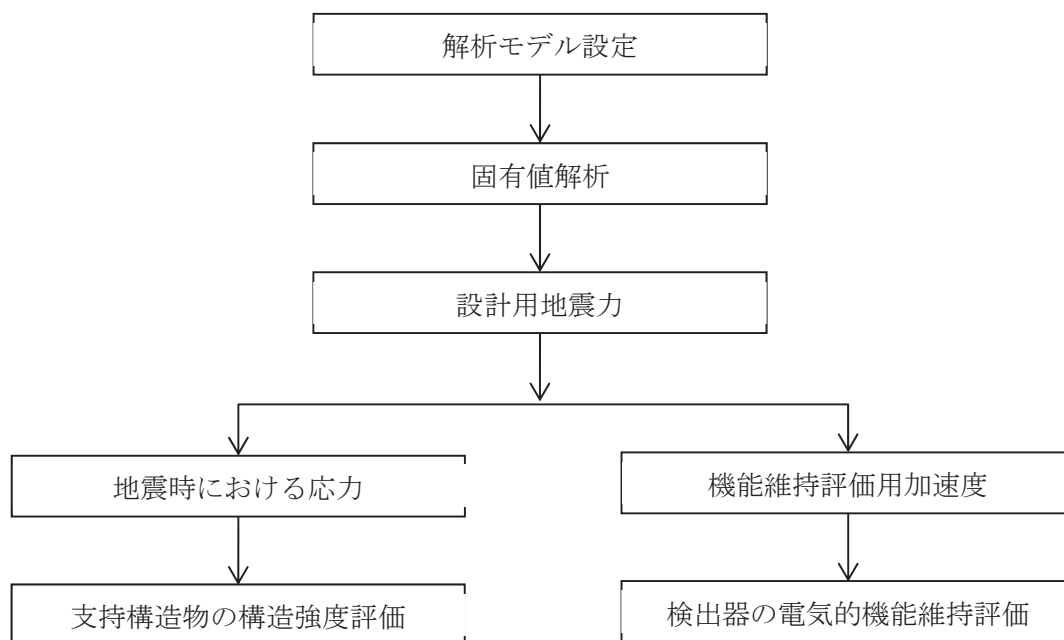 解析モデル設定
固有値解析
設計用地震力
地震時における応力
機能維持評価用加速度
支持構造物の構造強度評価
検出器の電気的機能維持評価